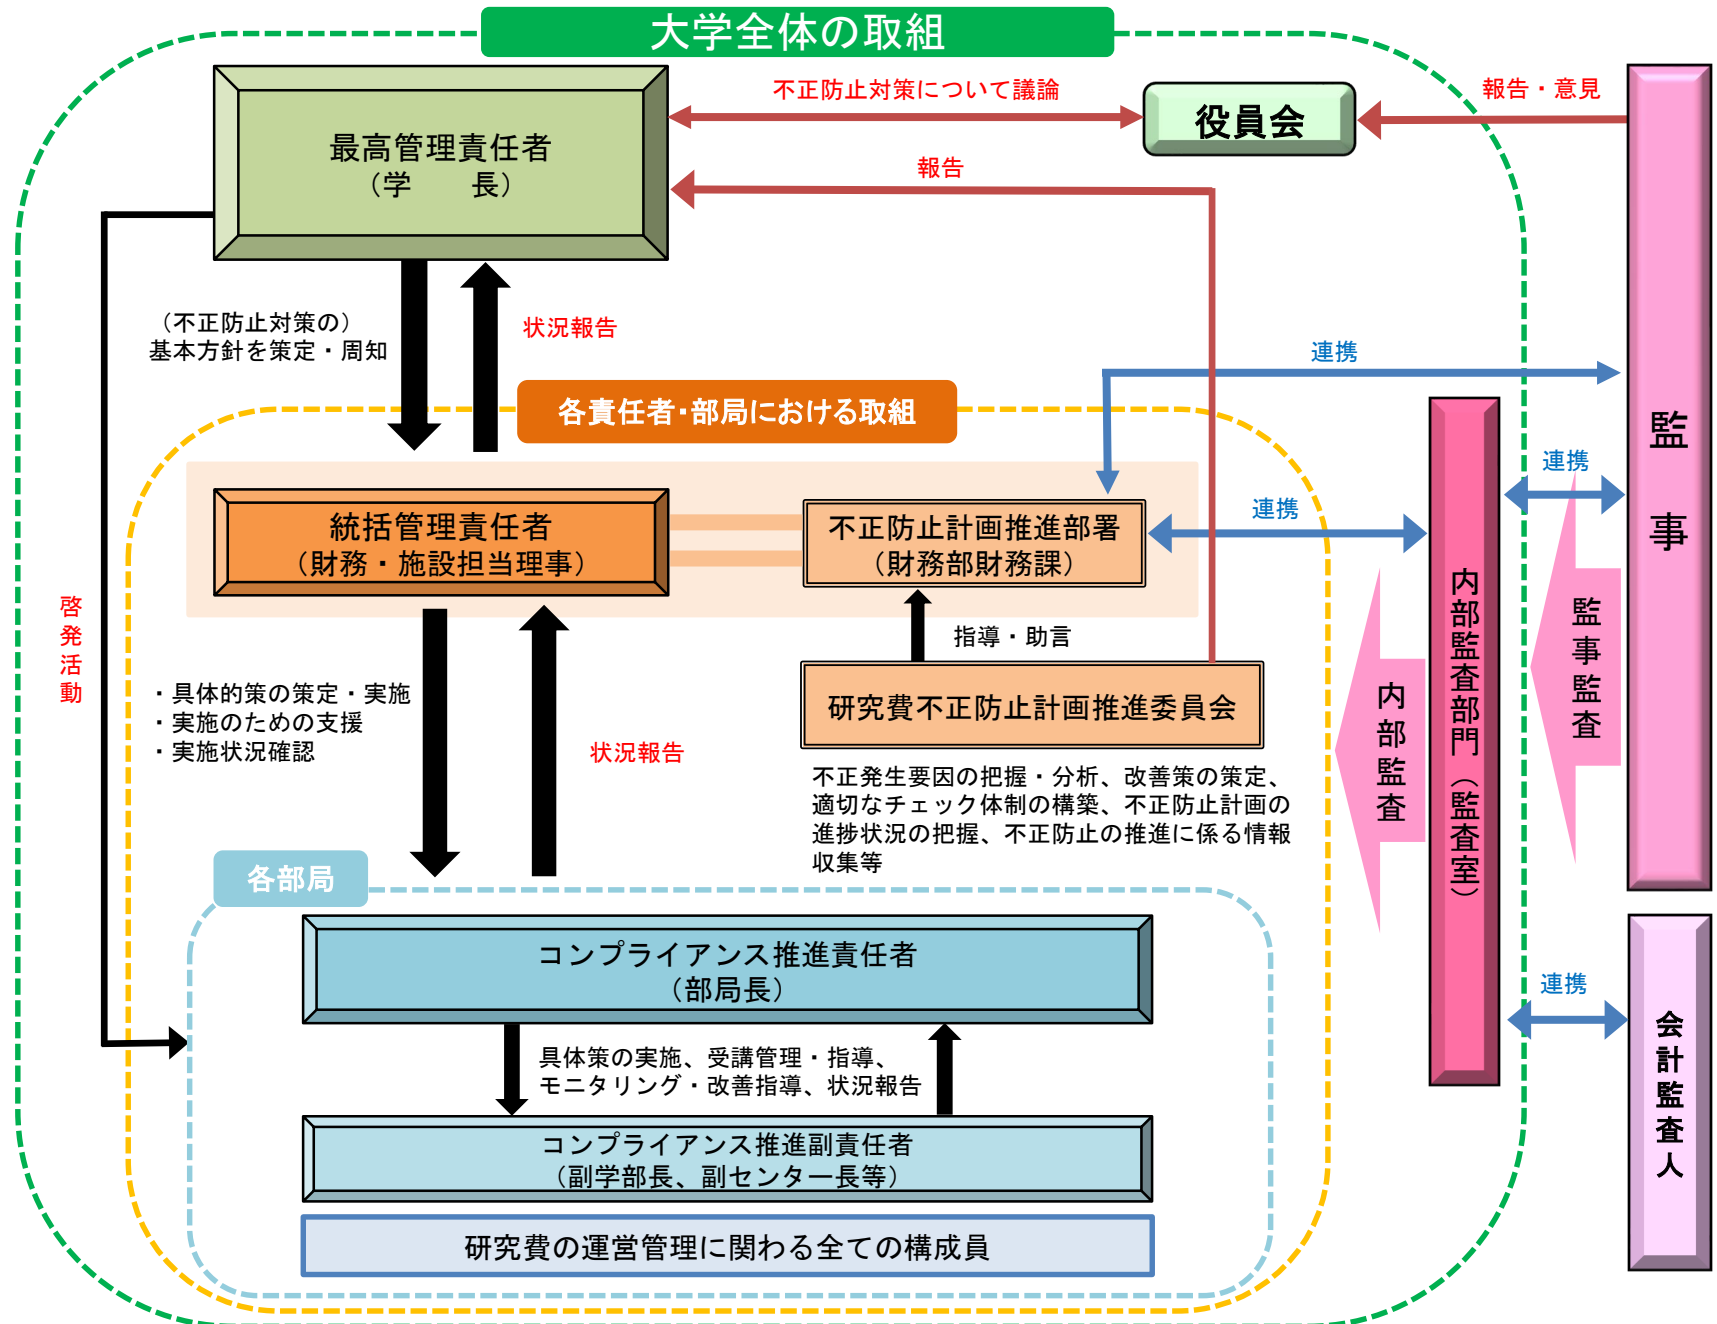 大学全体の取組
最高管理責任者
（学　　長）
不正防止対策について議論
役員会
報告・意見
報告
（不正防止対策の）
基本方針を策定・周知
状況報告
連携
各責任者・部局における取組
監事
連携
統括管理責任者
（財務・施設担当理事）
不正防止計画推進部署
（財務部財務課）
連携
内部監査部門（監査室）
監事監査
内部監査
啓発活動
指導・助言
・具体的策の策定・実施
・実施のための支援
・実施状況確認
状況報告
研究費不正防止計画推進委員会
不正発生要因の把握・分析、改善策の策定、
適切なチェック体制の構築、不正防止計画の
進捗状況の把握、不正防止の推進に係る情報
収集等
各部局
コンプライアンス推進責任者
（部局長）
連携
会計監査人
具体策の実施、受講管理・指導、
モニタリング・改善指導、状況報告
コンプライアンス推進副責任者
（副学部長、副センター長等）
研究費の運営管理に関わる全ての構成員